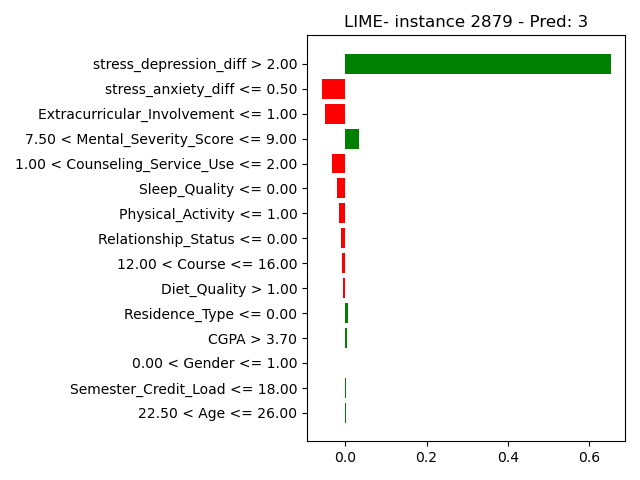 LIME- instance 2879 - Pred: 3
stress_depression_diff > 2.00
stress_anxiety_diff <= 0.50
Extracurricular_Involvement <= 1.00
7.50 < Mental_Severity_Score <= 9.00
1.00 < Counseling_Service_Use <= 2.00
Sleep_Quality <= 0.00
Physical_Activity <= 1.00
Relationship_Status <= 0.00
12.00 < Course <= 16.00
Diet_Quality > 1.00
Residence_Type <= 0.00
CGPA > 3.70
0.00 < Gender <= 1.00
Semester_Credit_Load <= 18.00
22.50 < Age <= 26.00
0.0 0.2 0.4 0.6